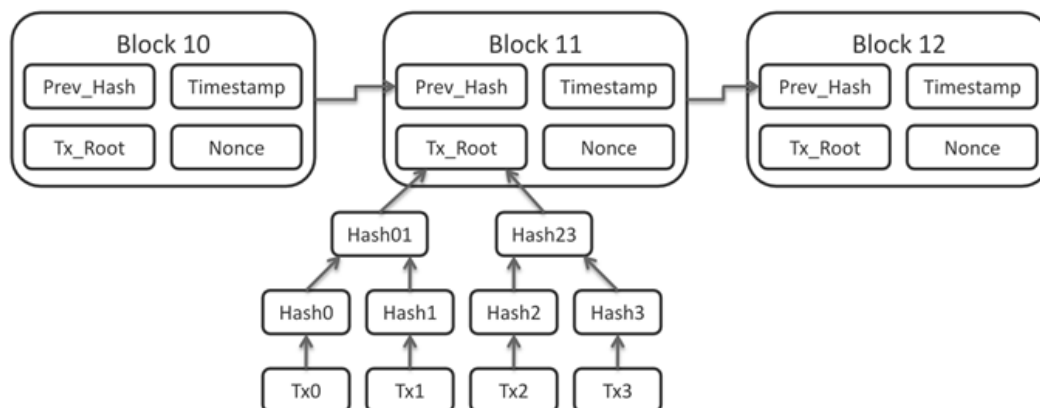 Block 10
Block 11
Block 12
Prev_Hash Timestamp
Prev_Hash Timestamp
Prev_Hash Timestamp
Tx_Root Nonce
Tx_Root Nonce
Tx_Root Nonce
Hash01 Hash23
Hash0 Hash1 Hash2 Hash3
Tx0 Tx1 Tx2 Tx3